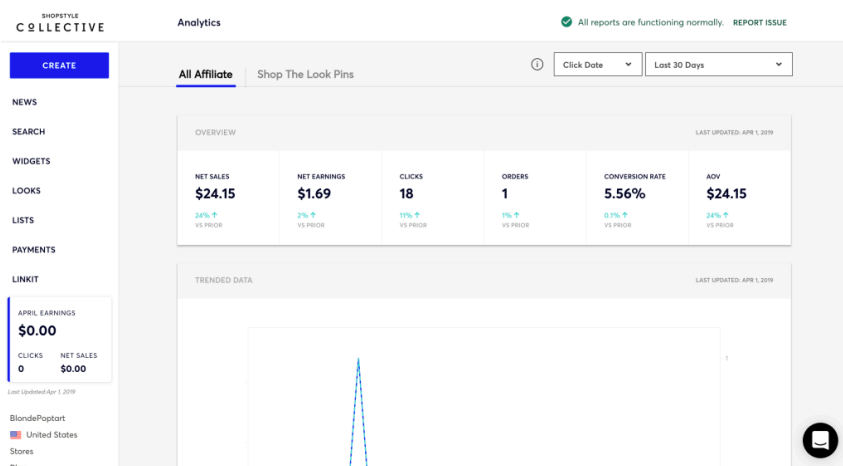 SHOPSTYLE
COLLECTIVE
Analytics
All reports are functioning normally. REPORT ISSUE
CREATE
NEWS
SEARCH
WIDGETS
LOOKS
LISTS
PAYMENTS
LINKIT
APRIL EARNINGS
$0.00
CLICKS NET SALES
0 $0.00
Last Updated:Apr 1, 2019
BlondePoptart
United States
Stores
All Affiliate Shop The Look Pins
Click Date Last 30 Days
OVERVIEW LAST UPDATED: APR 1, 2019
NET SALES NET EARNINGS CLICKS ORDERS CONVERSION RATE AOV
$24.15 $1.69 18 1 5.56% $24.15
24% ↑ 2% ↑ 11% ↑ 1% ↑ 0.1% ↑ 24% ↑
VS PRIOR VS PRIOR VS PRIOR VS PRIOR VS PRIOR VS PRIOR
TRENDED DATA LAST UPDATED: APR 1, 2019